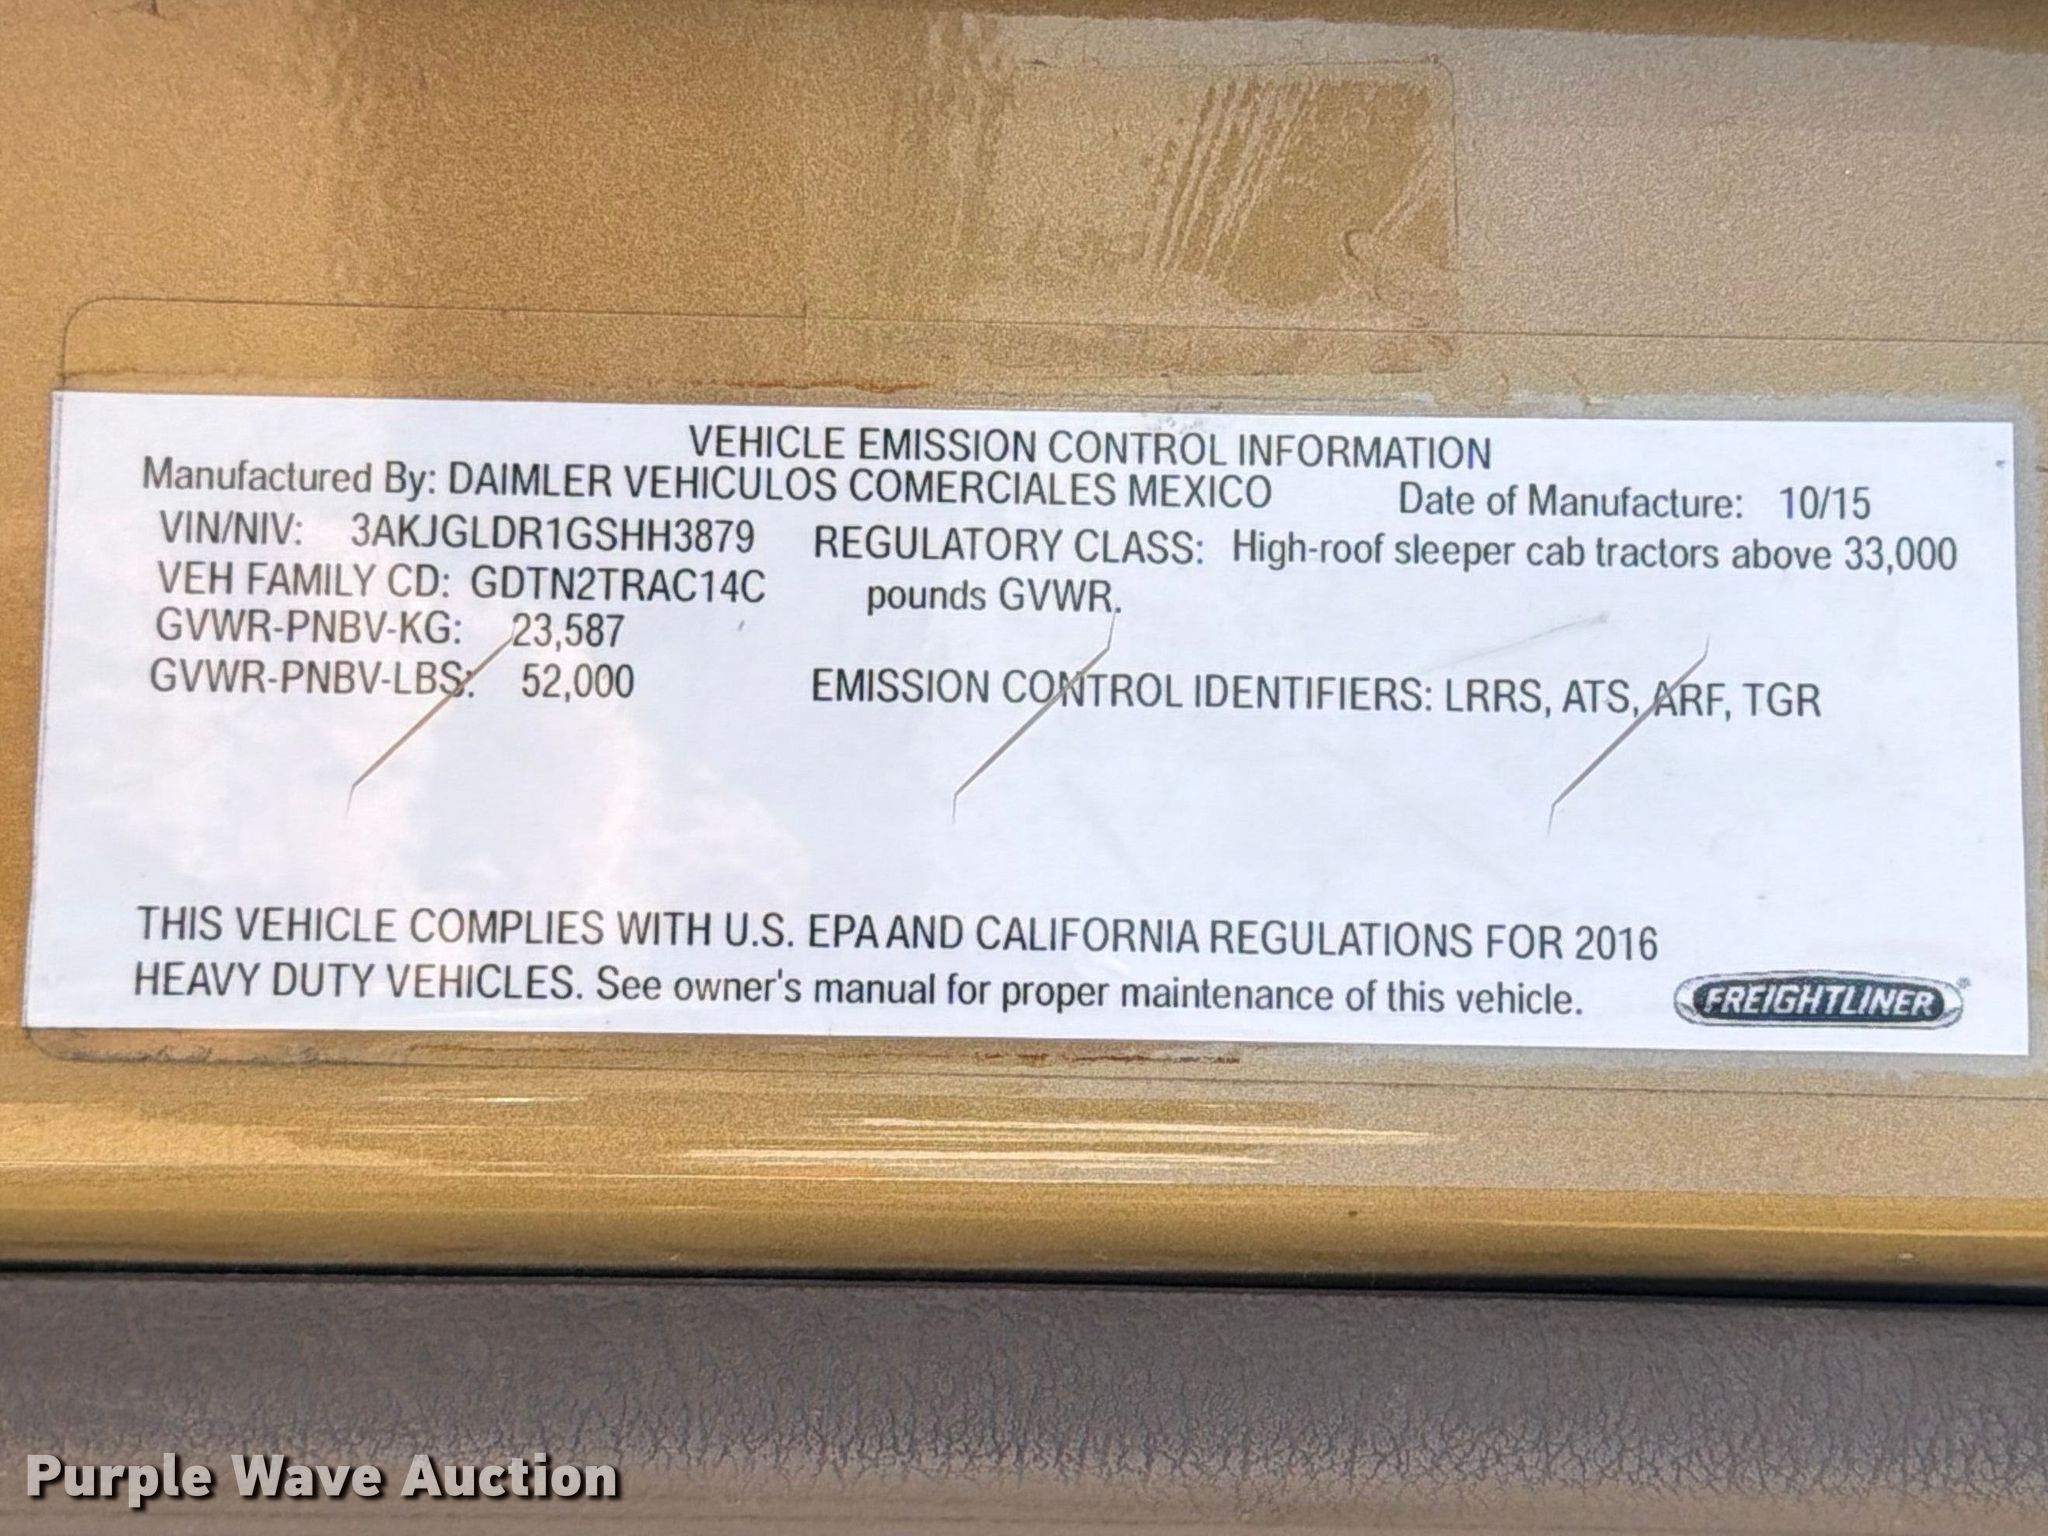 VEHICLE EMISSION CONTROL INFORMATION
Manufactured By: DAIMLER VEHICULOS COMERCIALES MEXICO Date of Manufacture: 10/15
VIN/NIV: 3AKJGLDR1GSHH3879 REGULATORY CLASS: High-roof sleeper cab tractors above 33,000
VEH FAMILY CD: GDTN2TRAC14C pounds GVWR.
GVWR-PNBV-KG: 23,587
GVWR-PNBV-LBS: 52,000 EMISSION CONTROL IDENTIFIERS: LRRS, ATS, ARF, TGR
THIS VEHICLE COMPLIES WITH U.S. EPA AND CALIFORNIA REGULATIONS FOR 2016
HEAVY DUTY VEHICLES. See owner's manual for proper maintenance of this vehicle.
FREIGHTLINER®
Purple Wave Auction